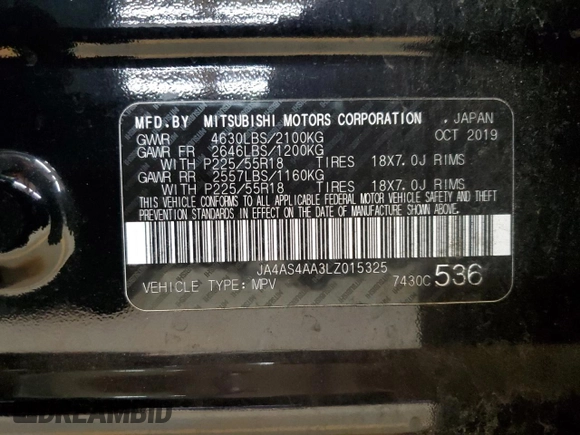 MFD.BY MITSUBISHI MOTORS CORPORATION , JAPAN
GVWR 4630LBS/2100KG OCT 2019
GAWR FR 2646LBS/1200KG
WITH P225/55R18 TIRES 18X7.0J RIMS
GAWR RR 2557LBS/1160KG
WITH P225/55R18 TIRES 18X7.0J RIMS
THIS VEHICLE CONFORMS TO ALL APPLICABLE FEDERAL MOTOR VEHICLE SAFETY AND THEFT
PREVENTION STANDARDS IN EFFECT ON THE DATE OF MANUFACTURE SHOWN ABOVE.
JA4AS4AA3LZ015325
VEHICLE TYPE: MPV 7430C 536
DREAMBID